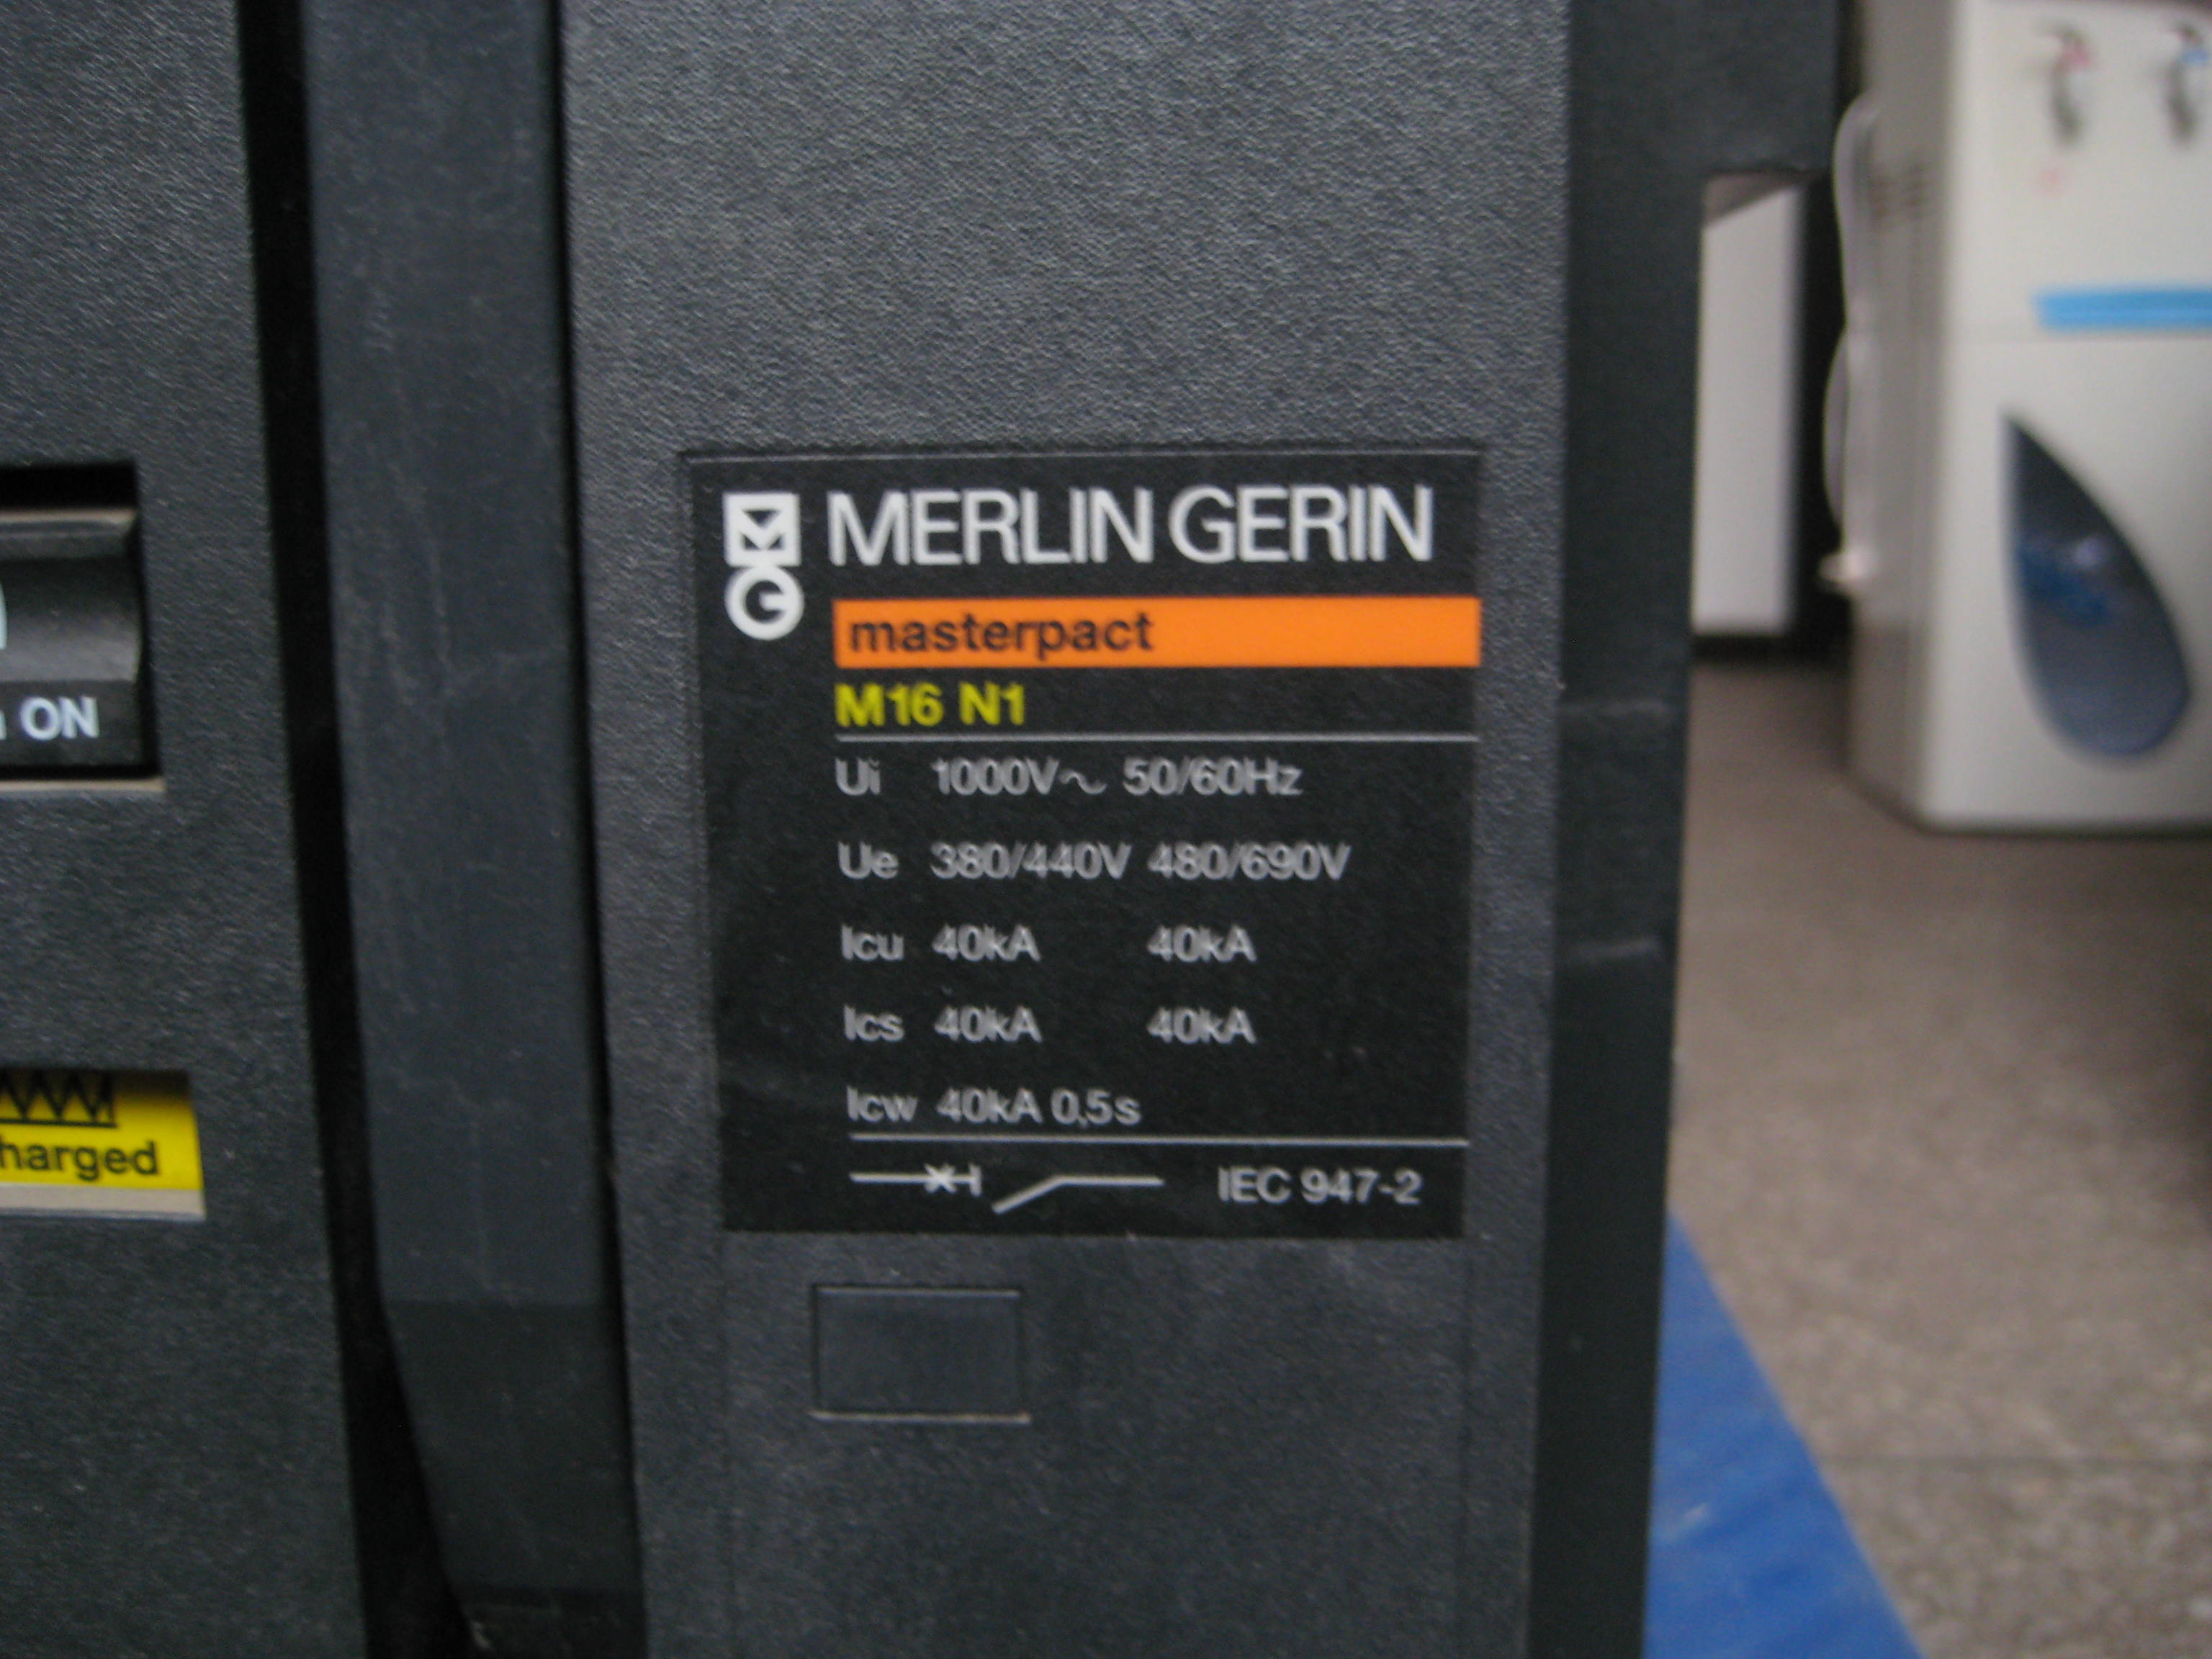 MERLIN GERIN
masterpact
M16 N1
Ui 1000V~ 50/60Hz
Ue 380/440V 480/690V
Icu 40kA 40kA
Ics 40kA 40kA
Icw 40kA 0,5s
IEC 947-2
ON
harged